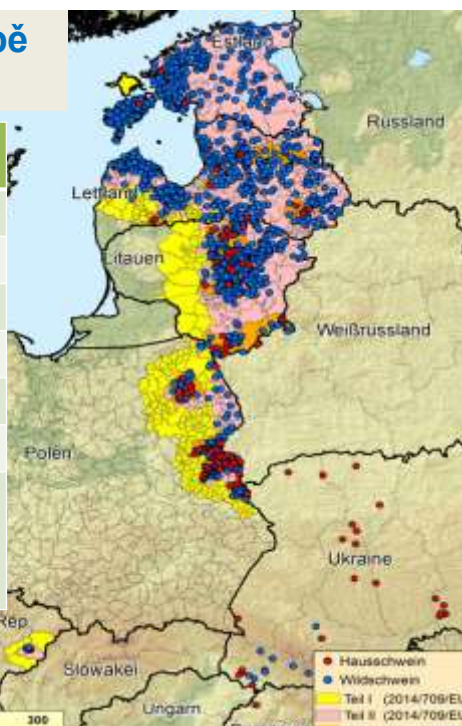 pě
Estland
Russland
Lettland
Litauen
Weißrussland
Polen
Ukraine
Rep.
Slowakei
Ungarn
300
Hausschwein
Wildschwein
Teil I (2014/709/EU
Teil II (2014/709/EU